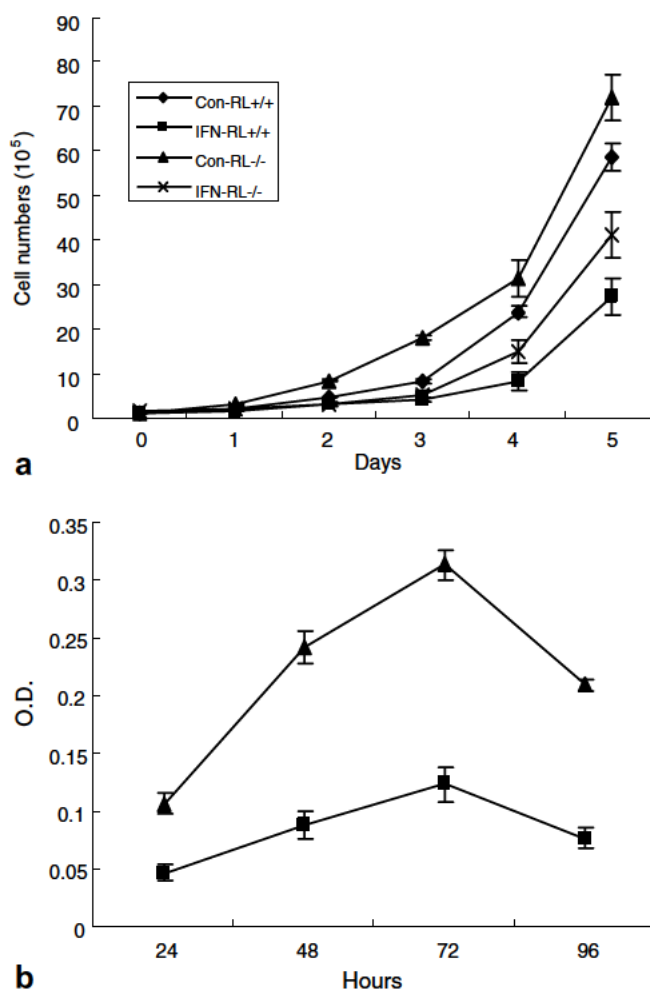 90
80
70
60
50
40
30
20
10
0
Cell numbers (10⁵)
Con-RL+/+
IFN-RL+/+
Con-RL-/-
IFN-RL-/-
0 1 2 3 4 5
Days
a
0.35
0.3
0.25
0.2
0.15
0.1
0.05
0
O.D.
24 48 72 96
Hours
b